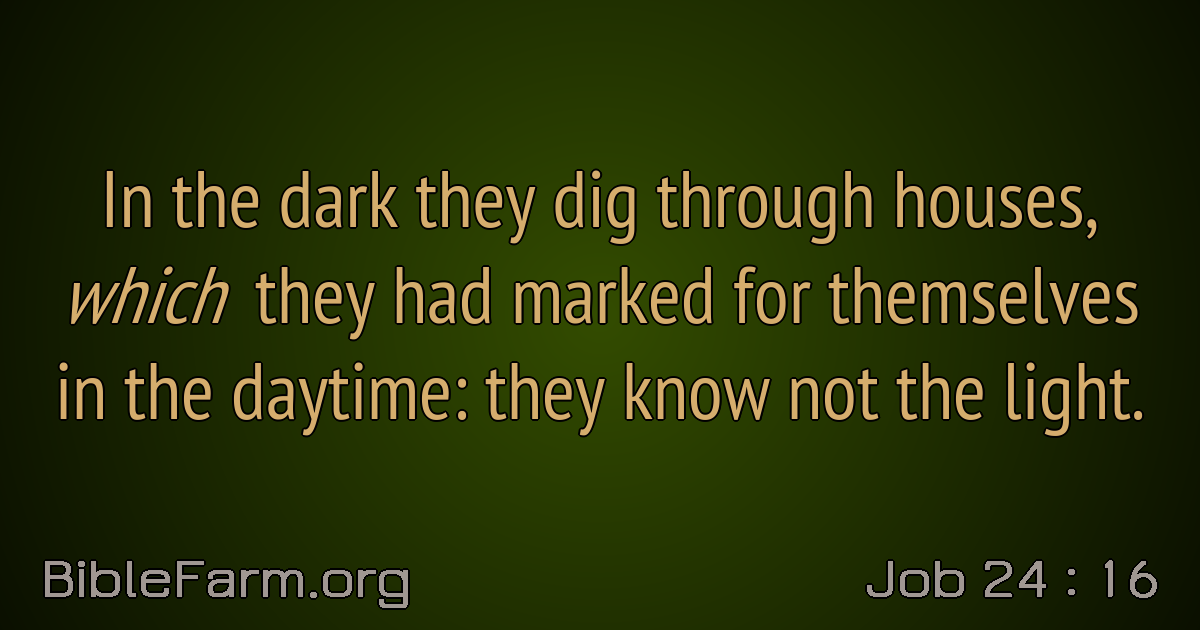 In the dark they dig through houses,
which they had marked for themselves
in the daytime: they know not the light.
BibleFarm.org
Job 24 : 16